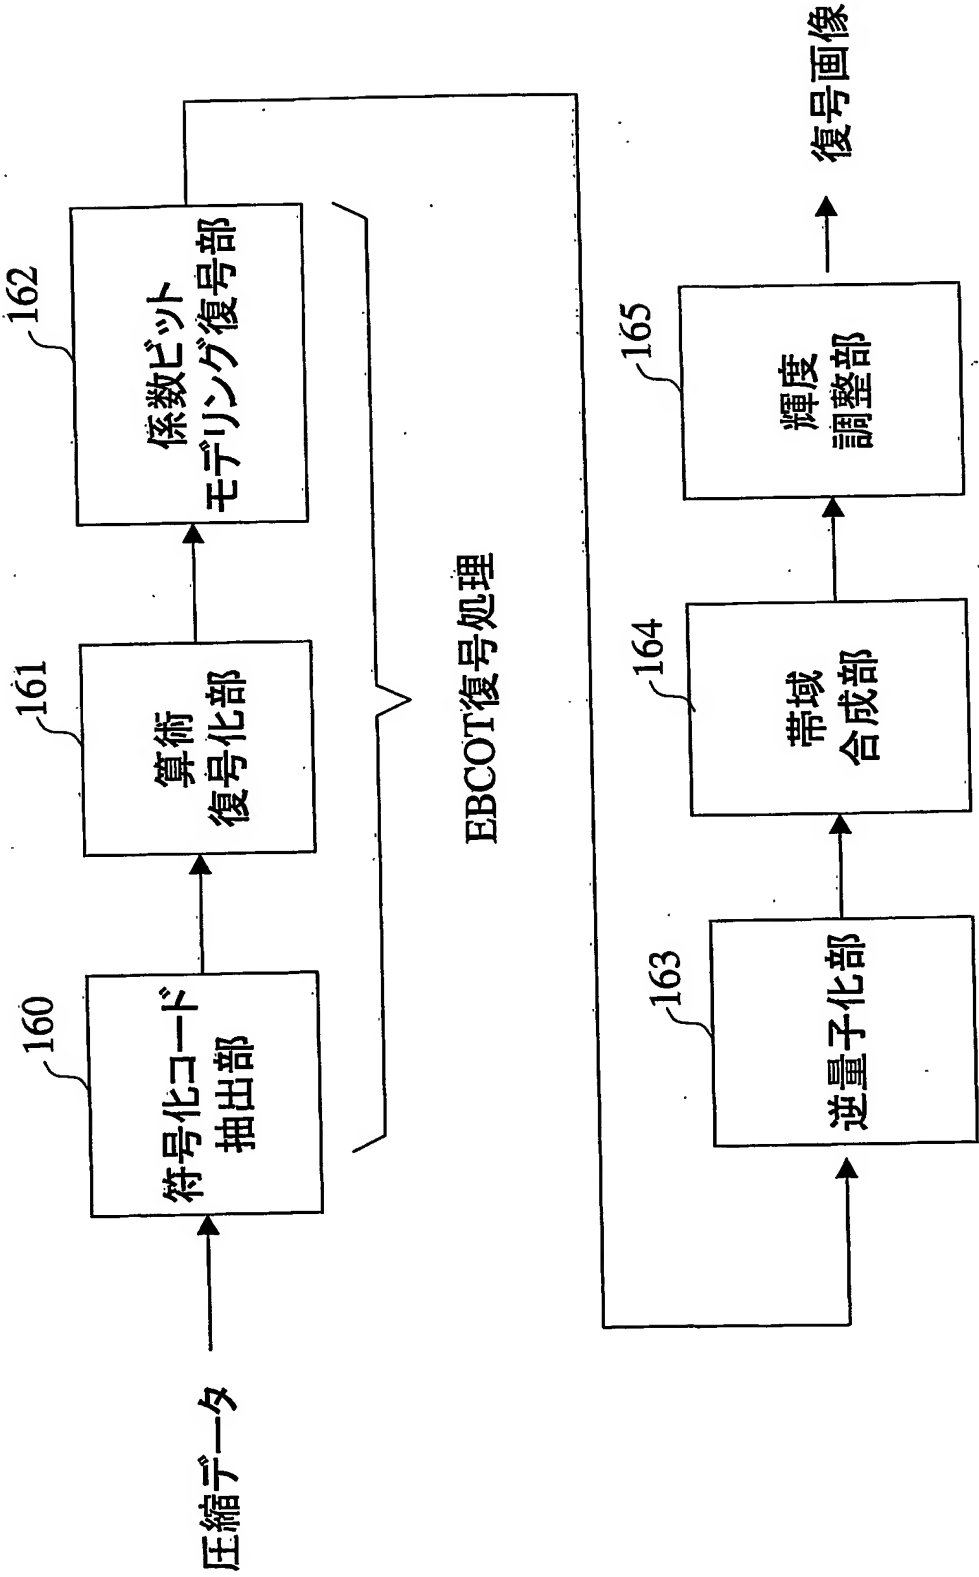 圧縮データ
160
符号化コード
抽出部
161
算術
復号化部
162
係数ビット
モデリング復号部
EBCOT復号処理
163
逆量子化部
164
帯域
合成部
165
輝度
調整部
復号画像